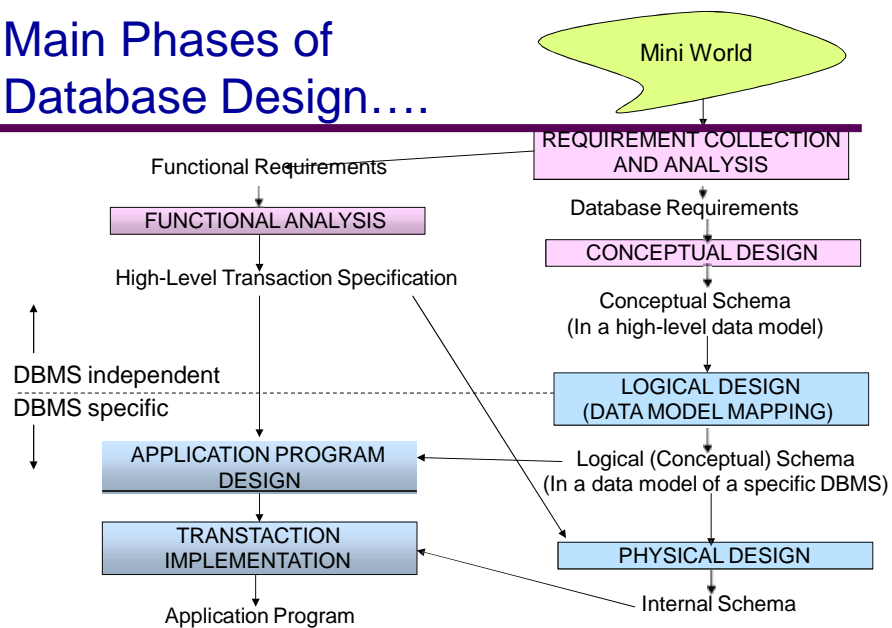 Main Phases of
Database Design….
Mini World
REQUIREMENT COLLECTION
AND ANALYSIS
Functional Requirements
Database Requirements
FUNCTIONAL ANALYSIS
CONCEPTUAL DESIGN
High-Level Transaction Specification
Conceptual Schema
(In a high-level data model)
DBMS independent
DBMS specific
LOGICAL DESIGN
(DATA MODEL MAPPING)
APPLICATION PROGRAM
DESIGN
Logical (Conceptual) Schema
(In a data model of a specific DBMS)
TRANSTACTION
IMPLEMENTATION
PHYSICAL DESIGN
Internal Schema
Application Program